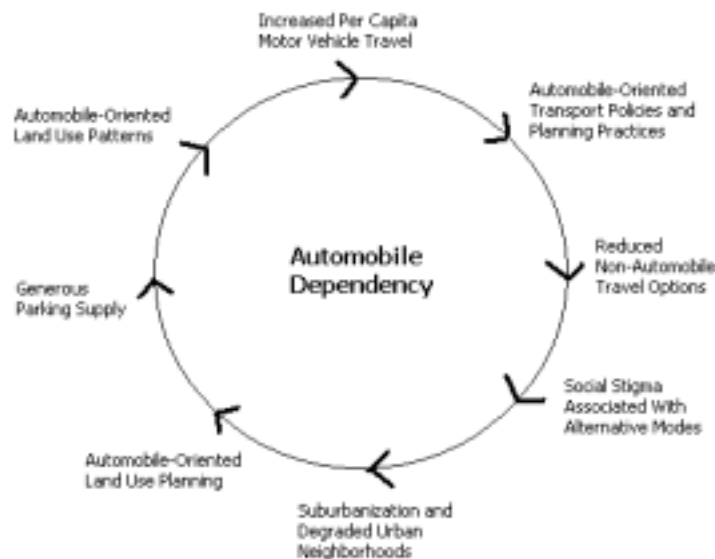 Increased Per Capita
Motor Vehicle Travel
Automobile-Oriented
Transport Policies and
Planning Practices
Reduced
Non-Automobile
Travel Options
Social Stigma
Associated With
Alternative Modes
Suburbanization and
Degraded Urban
Neighborhoods
Automobile-Oriented
Land Use Planning
Generous
Parking Supply
Automobile-Oriented
Land Use Patterns
Automobile
Dependency